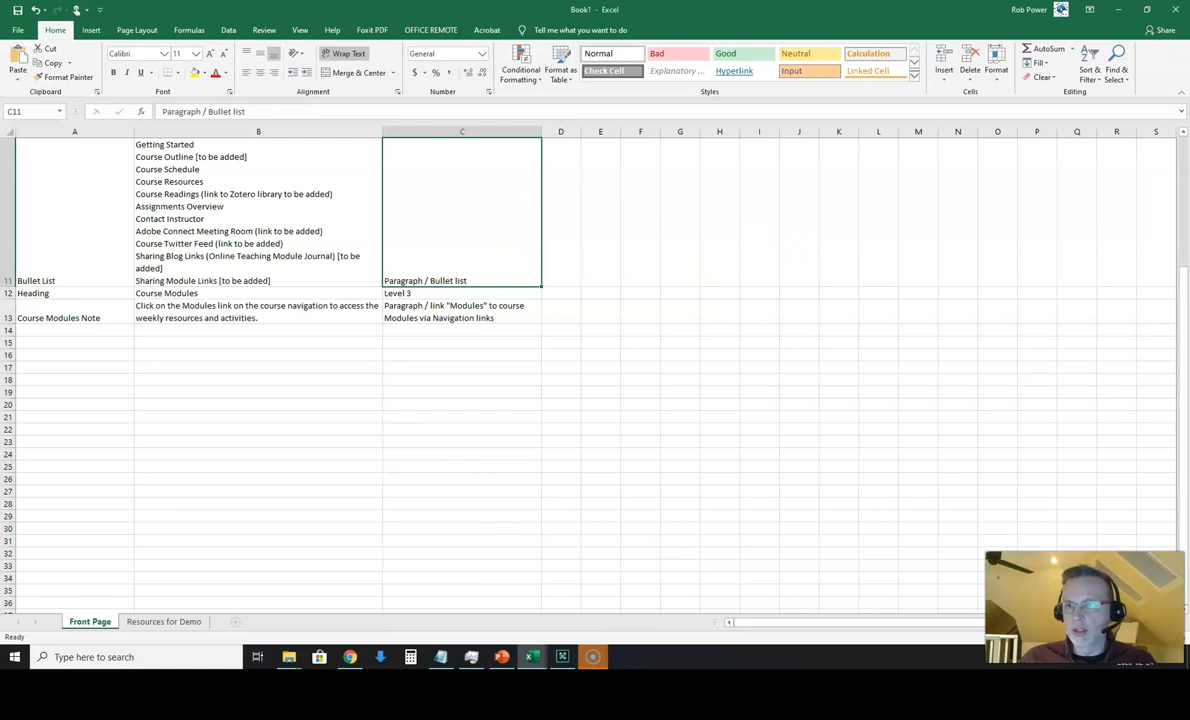 Book1 - Excel
Rob Power
File Home Insert Page Layout Formulas Data Review View Help Foxit PDF OFFICE REMOTE Acrobat Tell me what you want to do Share
Paste
Cut
Copy
Format Painter
Clipboard
Calibri 11
B I U
Font
Wrap Text
Merge & Center
Alignment
General
$ % ,
Number
Conditional Formatting
Format as Table
Normal Bad Good Neutral Calculation
Check Cell Explanatory ... Hyperlink Input Linked Cell
Styles
Insert Delete Format
Cells
AutoSum
Fill
Clear
Sort & Filter
Find & Select
Editing
C11 fx Paragraph / Bullet list
A B C D E F G H I J K L M N O P Q R S
Getting Started
Course Outline [to be added]
Course Schedule
Course Resources
Course Readings (link to Zotero library to be added)
Assignments Overview
Contact Instructor
Adobe Connect Meeting Room (link to be added)
Course Twitter Feed (link to be added)
Sharing Blog Links (Online Teaching Module Journal) [to be
added]
11 Bullet List Sharing Module Links [to be added] Paragraph / Bullet list
12 Heading Course Modules Level 3
Click on the Modules link on the course navigation to access the Paragraph / link "Modules" to course
13 Course Modules Note weekly resources and activities. Modules via Navigation links
14
15
16
17
18
19
20
21
22
23
24
25
26
27
28
29
30
31
32
33
34
35
36
Front Page Resources for Demo
Ready
Type here to search